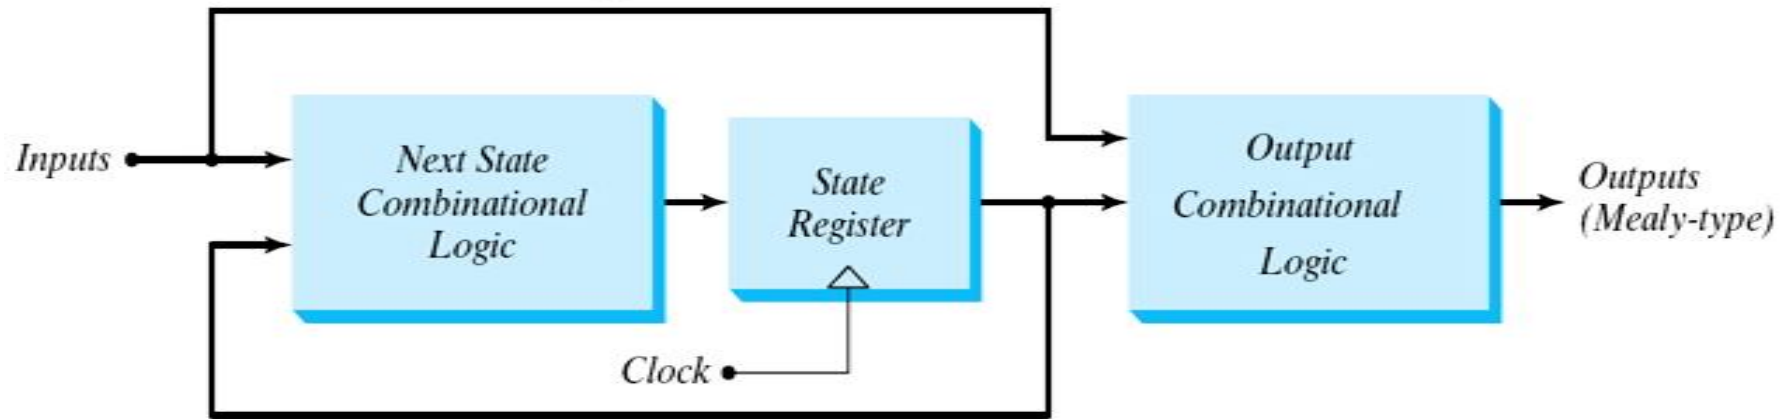 Inputs
Next State
Combinational
Logic
State
Register
Clock
Output
Combinational
Logic
Outputs
(Mealy-type)